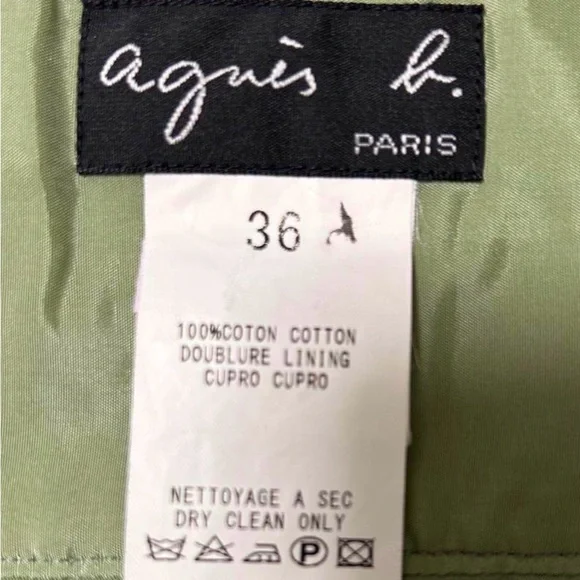 agnès b.
PARIS
36
100%COTON COTTON
DOUBLURE LINING
CUPRO CUPRO
NETTOYAGE A SEC
DRY CLEAN ONLY
P